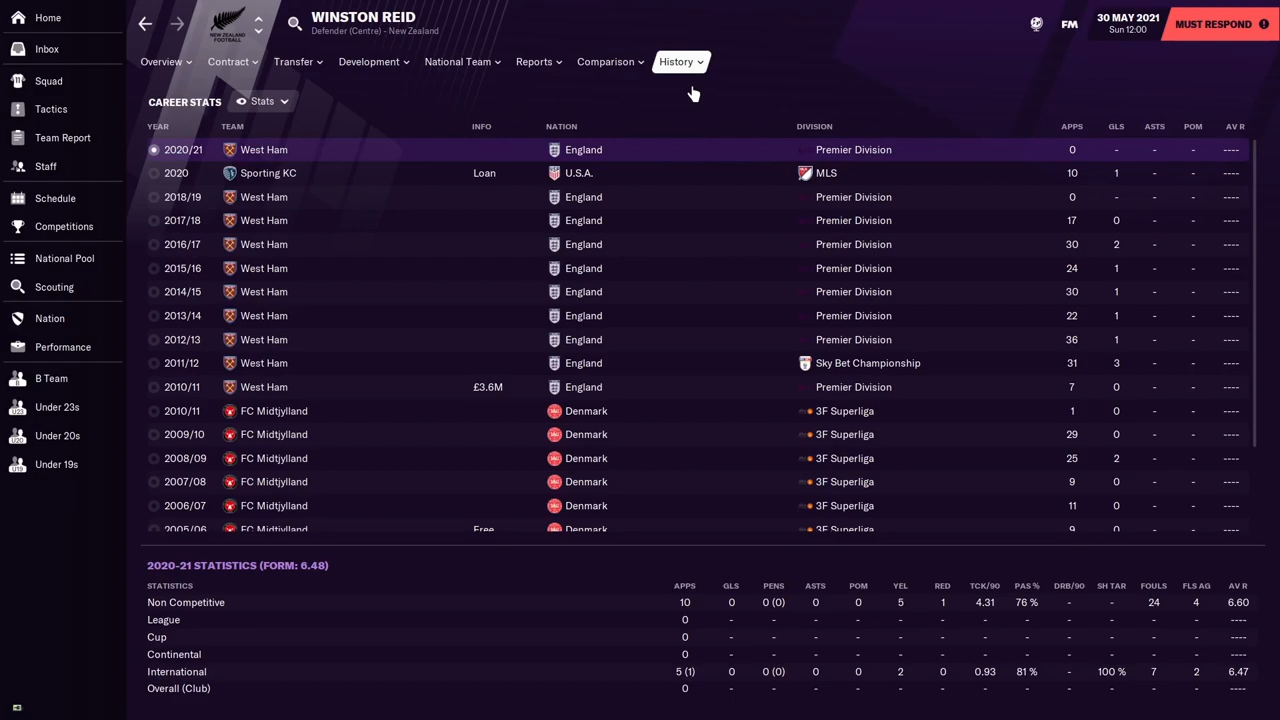 Home
NEW ZEALAND
FOOTBALL
WINSTON REID
Defender (Centre) - New Zealand
FM
30 MAY 2021
Sun 12:00
MUST RESPOND
Inbox
Overview Contract Transfer Development National Team Reports Comparison History
Squad
CAREER STATS Stats
Tactics
YEAR TEAM INFO NATION DIVISION APPS GLS ASTS POM AV R
Team Report
2020/21 West Ham England Premier Division 0 - - - ----
Staff
2020 Sporting KC Loan U.S.A. MLS 10 1 - - ----
Schedule
2018/19 West Ham England Premier Division 0 - - - ----
Competitions
2017/18 West Ham England Premier Division 17 0 - - ----
2016/17 West Ham England Premier Division 30 2 - - ----
National Pool
2015/16 West Ham England Premier Division 24 1 - - ----
Scouting
2014/15 West Ham England Premier Division 30 1 - - ----
Nation
2013/14 West Ham England Premier Division 22 1 - - ----
Performance
2012/13 West Ham England Premier Division 36 1 - - ----
2011/12 West Ham England Sky Bet Championship 31 3 - - ----
B Team
2010/11 West Ham £3.6M England Premier Division 7 0 - - ----
Under 23s
2010/11 FC Midtjylland Denmark 3F Superliga 1 0 - - ----
Under 20s
2009/10 FC Midtjylland Denmark 3F Superliga 29 0 - - ----
2008/09 FC Midtjylland Denmark 3F Superliga 25 2 - - ----
Under 19s
2007/08 FC Midtjylland Denmark 3F Superliga 9 0 - - ----
2006/07 FC Midtjylland Denmark 3F Superliga 11 0 - - ----
2005/06 FC Midtjylland Free Denmark 3F Superliga 9 0 - - ----
2020-21 STATISTICS (FORM: 6.48)
STATISTICS APPS GLS PENS ASTS POM YEL RED TCK/90 PAS % DRB/90 SH TAR FOULS FLS AG AV R
Non Competitive 10 0 0 (0) 0 0 5 1 4.31 76 % - - 24 4 6.60
League 0 - - - - - - - - - - - - ----
Cup 0 - - - - - - - - - - - - ----
Continental 0 - - - - - - - - - - - - ----
International 5 (1) 0 0 (0) 0 0 2 0 0.93 81 % - 100 % 7 2 6.47
Overall (Club) 0 - - - - - - - - - - - - ----